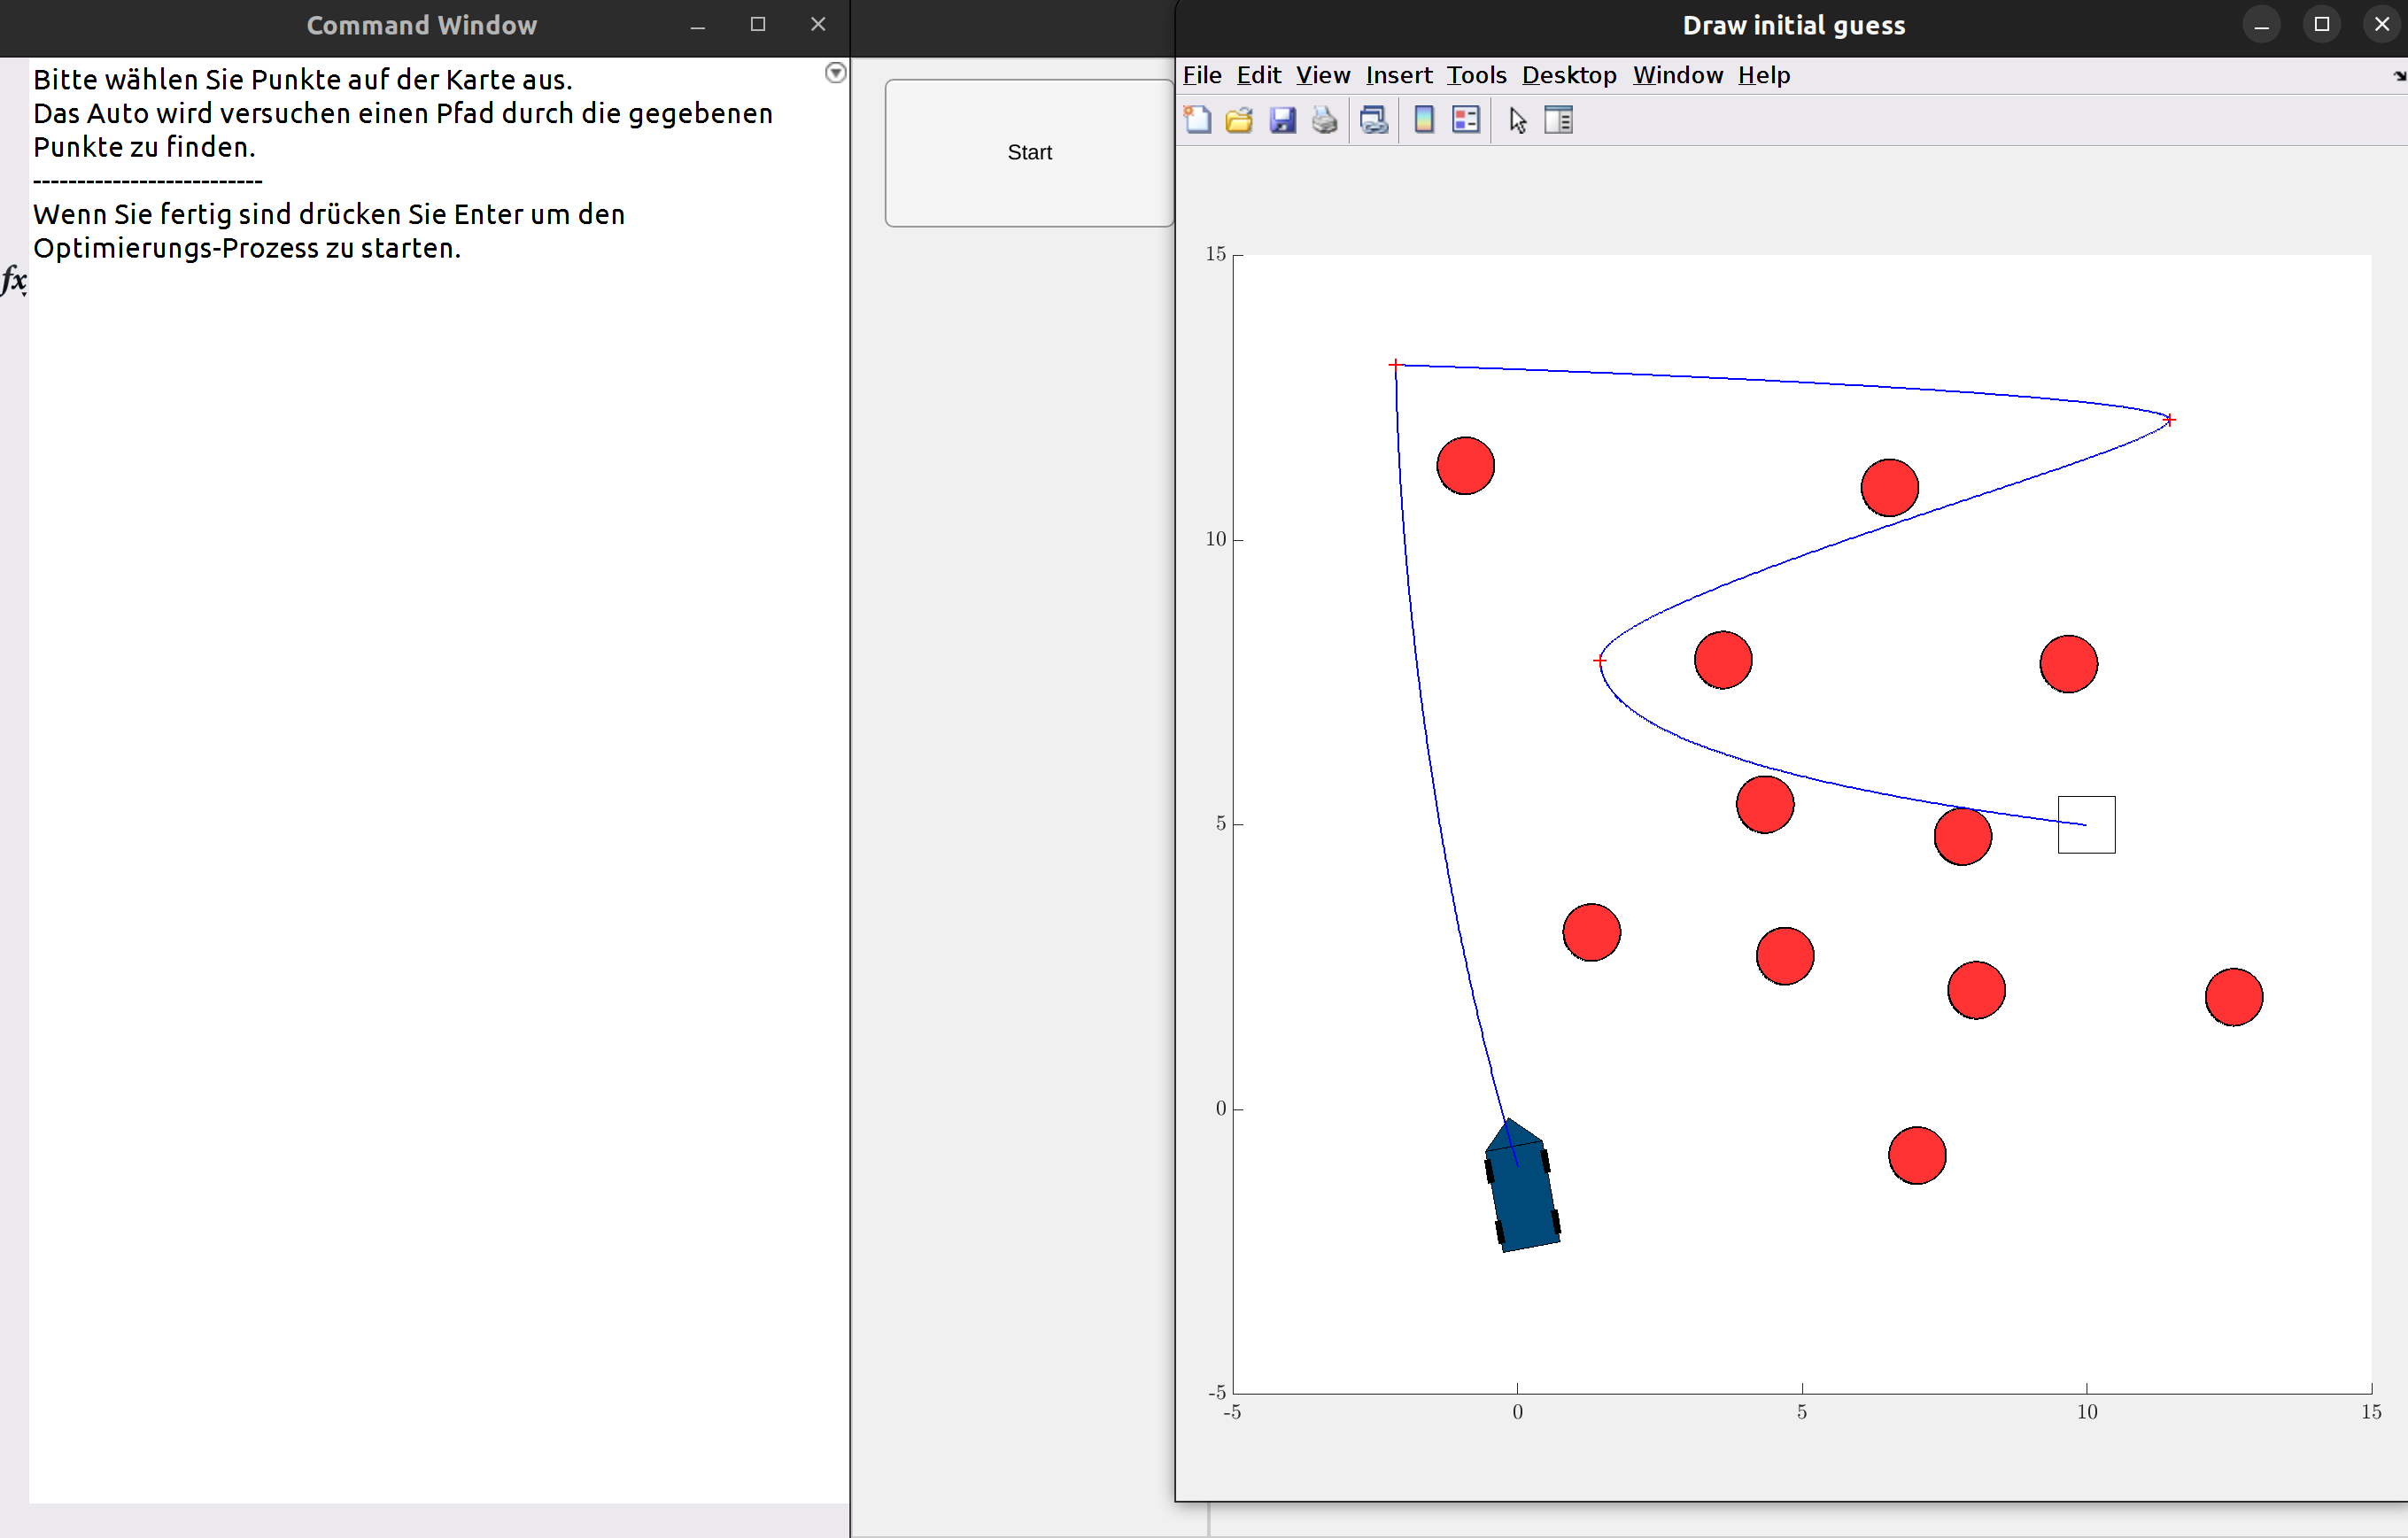 Command Window
Bitte wählen Sie Punkte auf der Karte aus.
Das Auto wird versuchen einen Pfad durch die gegebenen
Punkte zu finden.
--------------------------
Wenn Sie fertig sind drücken Sie Enter um den
Optimierungs-Prozess zu starten.
fx
Start
Draw initial guess
File Edit View Insert Tools Desktop Window Help
15
10
5
0
-5
-5 0 5 10 15